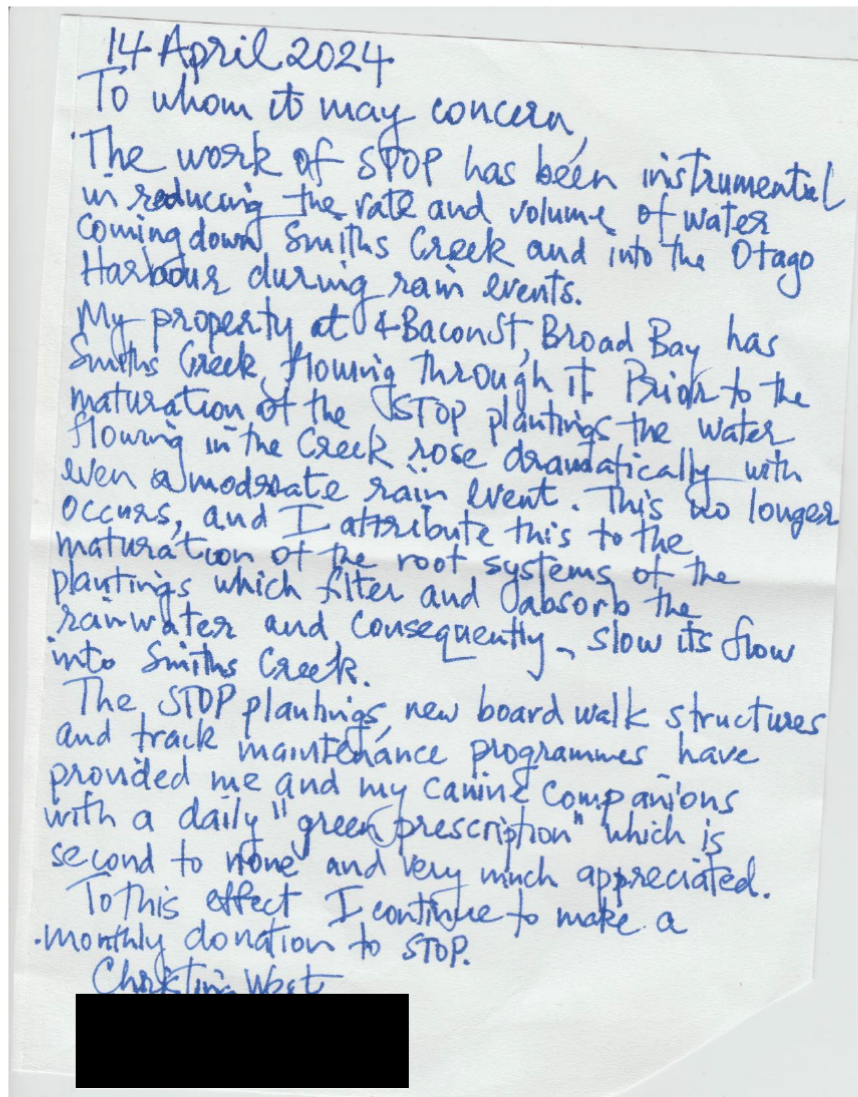 14 April 2024
To whom it may concern,
The work of STOP has been instrumental
in reducing the rate and volume of water
coming down Smiths Creek and into the Otago
Harbour during rain events.
My property at 4 Bacon St, Broad Bay has
Smiths Creek, flowing through it. Prior to the
maturation of the STOP plantings the water
flowing in the Creek rose dramatically with
even a moderate rain event. This no longer
occurs, and I attribute this to the
maturation of the root systems of the
plantings which filter and absorb the
rainwater and, consequently, slow its flow
into Smiths Creek.
The STOP plantings, new board walk structures
and track maintenance programmes have
provided me and my canine companions
with a daily "green prescription" which is
second to none and very much appreciated.
To this effect I continue to make a
monthly donation to STOP.
Christina West